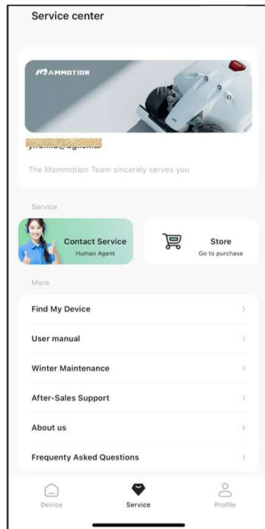 Service center
MAMMOTION
The Mammotion Team sincerely serves you
Service
Contact Service
Human Agent
Store
Go to purchase
More
Find My Device
User manual
Winter Maintenance
After-Sales Support
About us
Frequenty Asked Questions
Device
Service
Profile